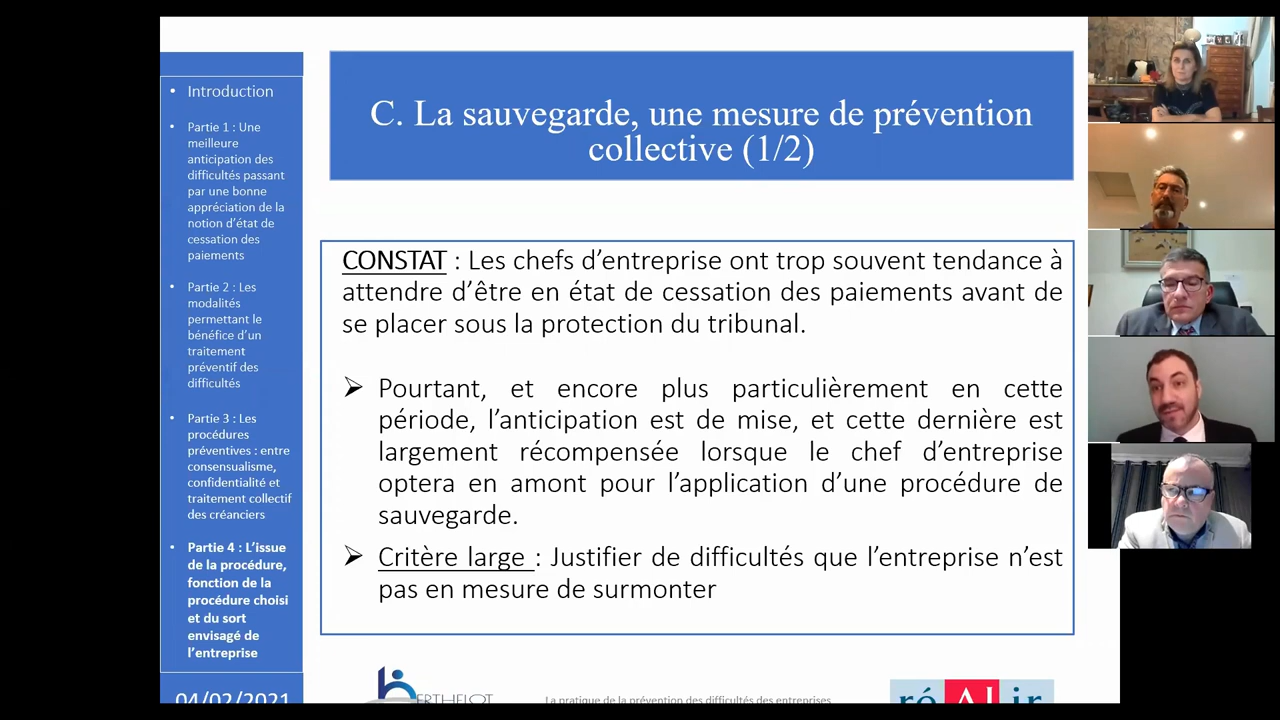 • Introduction
• Partie 1 : Une
meilleure
anticipation des
difficultés passant
par une bonne
appréciation de la
notion d'état de
cessation des
paiements
• Partie 2 : Les
modalités
permettant le
bénéfice d'un
traitement
préventif des
difficultés
• Partie 3 : Les
procédures
préventives : entre
consensualisme,
confidentialité et
traitement collectif
des créanciers
• Partie 4 : L'issue
de la procédure,
fonction de la
procédure choisi
et du sort
envisagé de
l'entreprise
04/02/2021
C. La sauvegarde, une mesure de prévention
collective (1/2)
CONSTAT : Les chefs d'entreprise ont trop souvent tendance à
attendre d'être en état de cessation des paiements avant de
se placer sous la protection du tribunal.
➢ Pourtant, et encore plus particulièrement en cette
période, l'anticipation est de mise, et cette dernière est
largement récompensée lorsque le chef d'entreprise
optera en amont pour l'application d'une procédure de
sauvegarde.
➢ Critère large : Justifier de difficultés que l'entreprise n'est
pas en mesure de surmonter
La pratique de la prévention des difficultés des entreprises
ré AJ ir